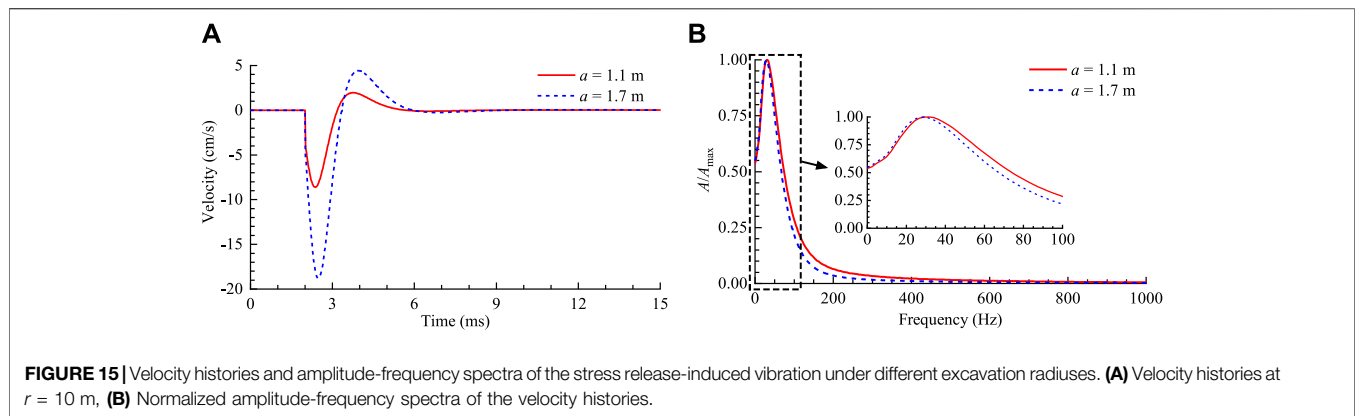 A
B
5
0
-5
-10
-15
-20
Velocity (cm/s)
a = 1.1 m
a = 1.7 m
0 3 6 9 12 15
Time (ms)
1.00
0.75
0.50
0.25
0.00
A/Amax
a = 1.1 m
a = 1.7 m
1.00
0.75
0.50
0.25
0.00
0 20 40 60 80 100
0 200 400 600 800 1000
Frequency (Hz)
FIGURE 15 | Velocity histories and amplitude-frequency spectra of the stress release-induced vibration under different excavation radiuses. (A) Velocity histories at
r = 10 m, (B) Normalized amplitude-frequency spectra of the velocity histories.